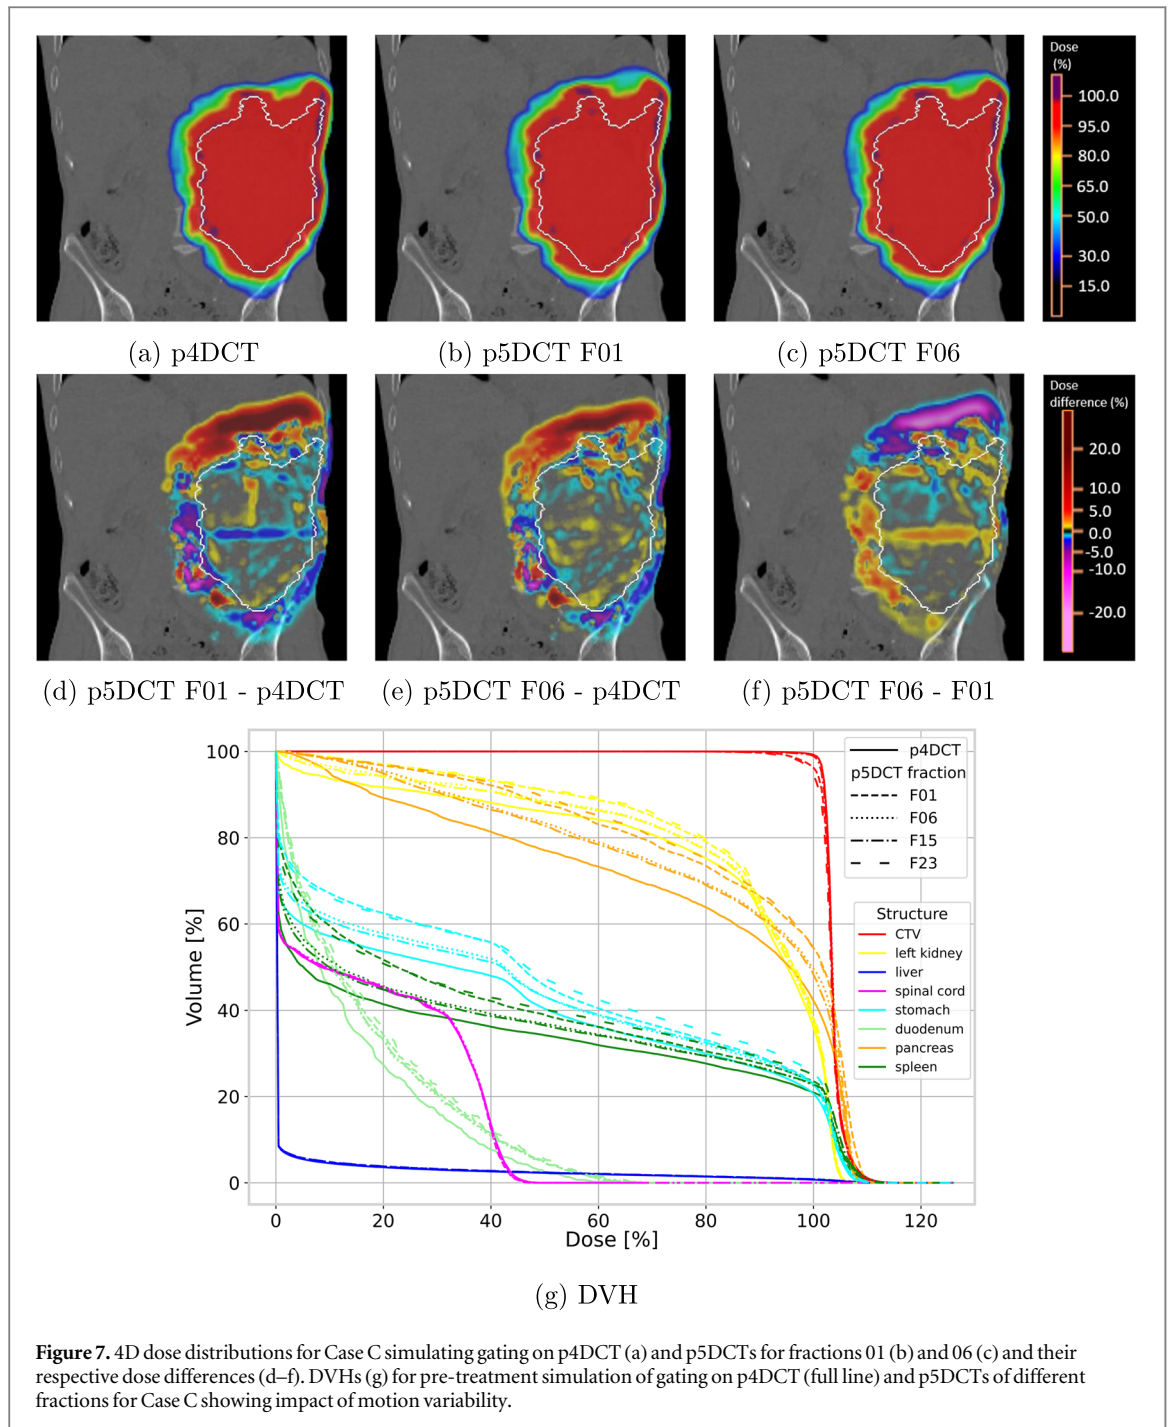 Dose
(%)
100.0
95.0
80.0
65.0
50.0
30.0
15.0
(a) p4DCT
(b) p5DCT F01
(c) p5DCT F06
Dose
difference (%)
20.0
10.0
5.0
0.0
-5.0
-10.0
-20.0
(d) p5DCT F01 - p4DCT
(e) p5DCT F06 - p4DCT
(f) p5DCT F06 - F01
100
80
60
40
20
0
Volume [%]
0
20
40
60
80
100
120
Dose [%]
p4DCT
p5DCT fraction
F01
F06
F15
F23
Structure
CTV
left kidney
liver
spinal cord
stomach
duodenum
pancreas
spleen
(g) DVH
Figure 7. 4D dose distributions for Case C simulating gating on p4DCT (a) and p5DCTs for fractions 01 (b) and 06 (c) and their
respective dose differences (d–f). DVHs (g) for pre-treatment simulation of gating on p4DCT (full line) and p5DCTs of different
fractions for Case C showing impact of motion variability.